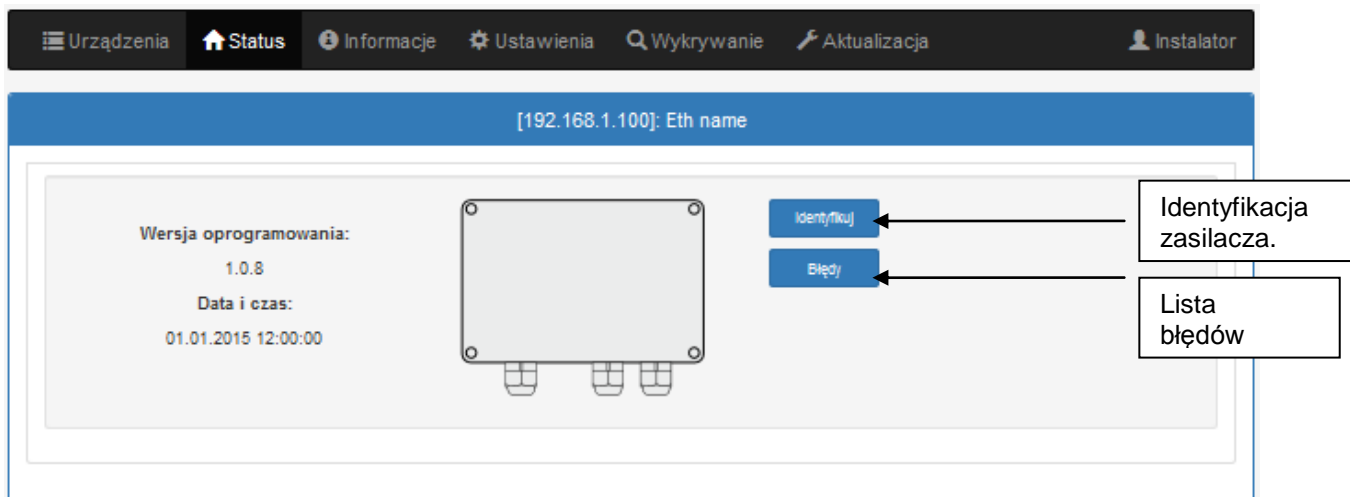 Urządzenia Status Informacje Ustawienia Wykrywanie Aktualizacja Instalator
[192.168.1.100]: Eth name
Wersja oprogramowania:
1.0.8
Data i czas:
01.01.2015 12:00:00
Identyfikuj
Błędy
Identyfikacja
zasilacza.
Lista
błędów